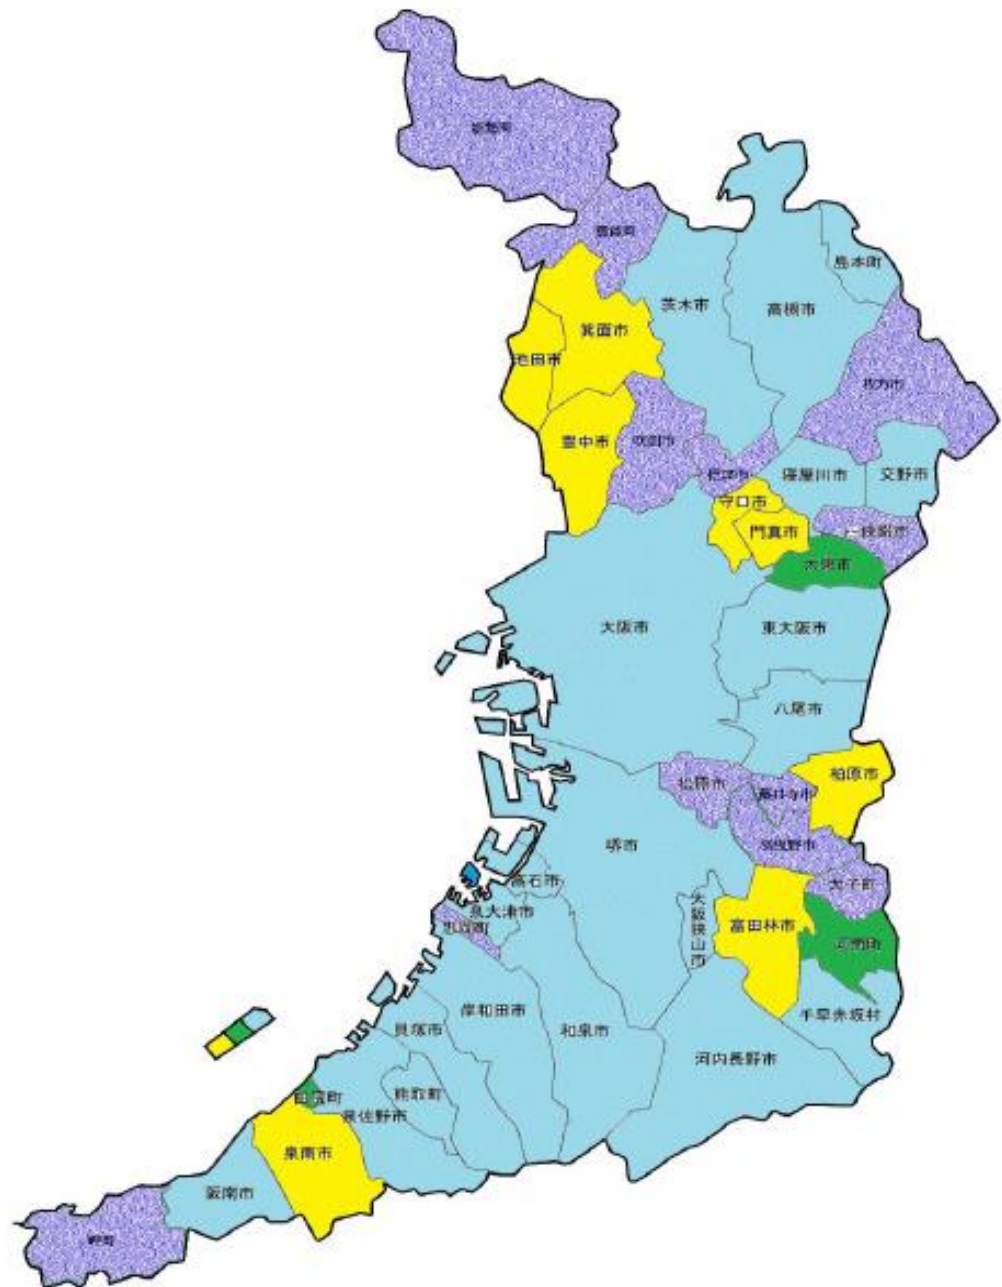 能勢町
豊能町
島本町
茨木市
高槻市
箕面市
池田市
枚方市
豊中市
吹田市
摂津市
寝屋川市
交野市
守口市
門真市
四條畷市
大東市
大阪市
東大阪市
八尾市
柏原市
松原市
藤井寺市
堺市
羽曳野市
高石市
太子町
泉大津市
大阪狭山市
富田林市
忠岡町
河南町
岸和田市
千早赤坂村
貝塚市
和泉市
河内長野市
熊取町
田尻町
泉佐野市
泉南市
阪南市
岬町